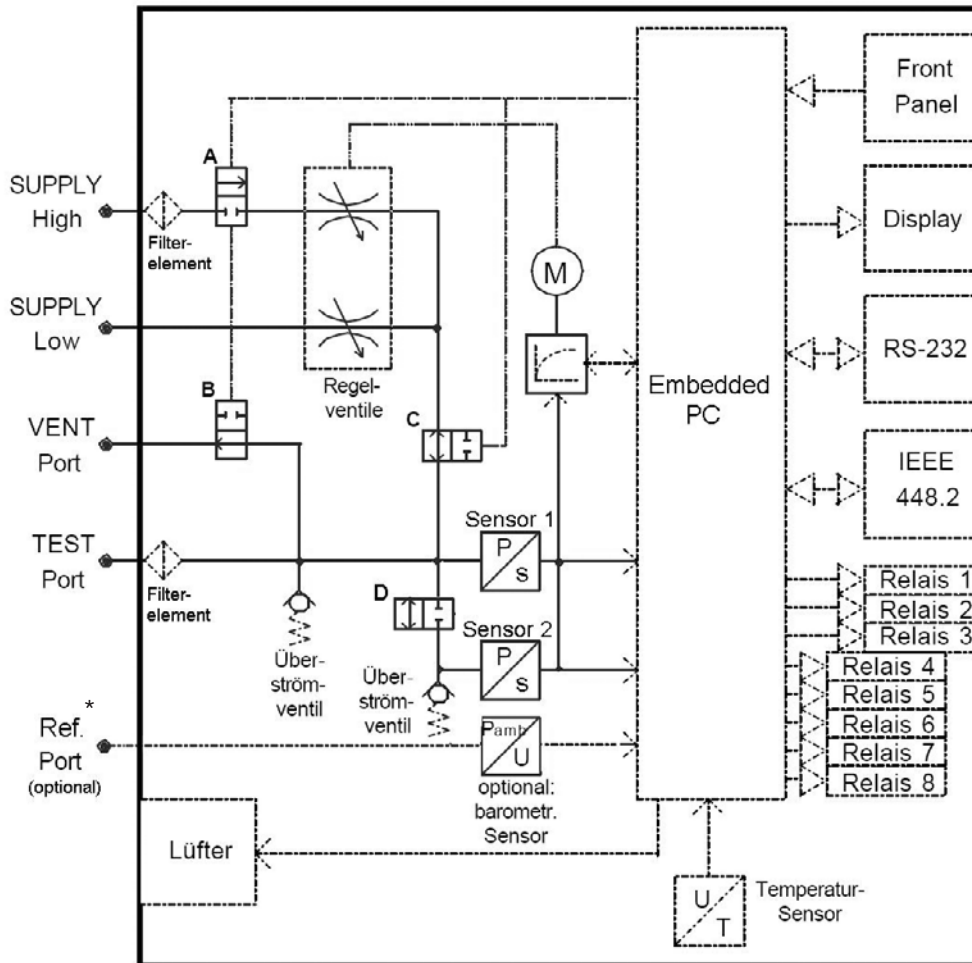 A
SUPPLY
High
Filter-
element
SUPPLY
Low
Regel-
ventile
B
VENT
Port
C
TEST
Port
Filter-
element
Über-
ström-
ventil
D
Über-
ström-
ventil
Sensor 1
P
s
Sensor 2
P
s
Ref.*
Port
(optional)
Pamb
U
optional:
barometr.
Sensor
M
Embedded
PC
Front
Panel
Display
RS-232
IEEE
448.2
Relais 1
Relais 2
Relais 3
Relais 4
Relais 5
Relais 6
Relais 7
Relais 8
Lüfter
U
T
Temperatur-
Sensor